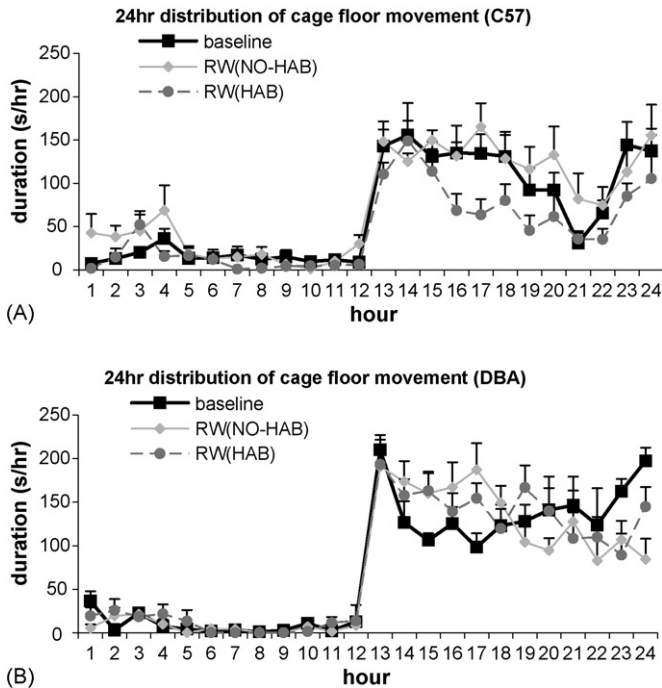 24hr distribution of cage floor movement (C57)
baseline
RW(NO-HAB)
RW(HAB)
duration (s/hr)
250
200
150
100
50
0
1 2 3 4 5 6 7 8 9 10 11 12 13 14 15 16 17 18 19 20 21 22 23 24
(A)
hour
24hr distribution of cage floor movement (DBA)
baseline
RW(NO-HAB)
RW(HAB)
duration (s/hr)
250
200
150
100
50
0
1 2 3 4 5 6 7 8 9 10 11 12 13 14 15 16 17 18 19 20 21 22 23 24
(B)
hour